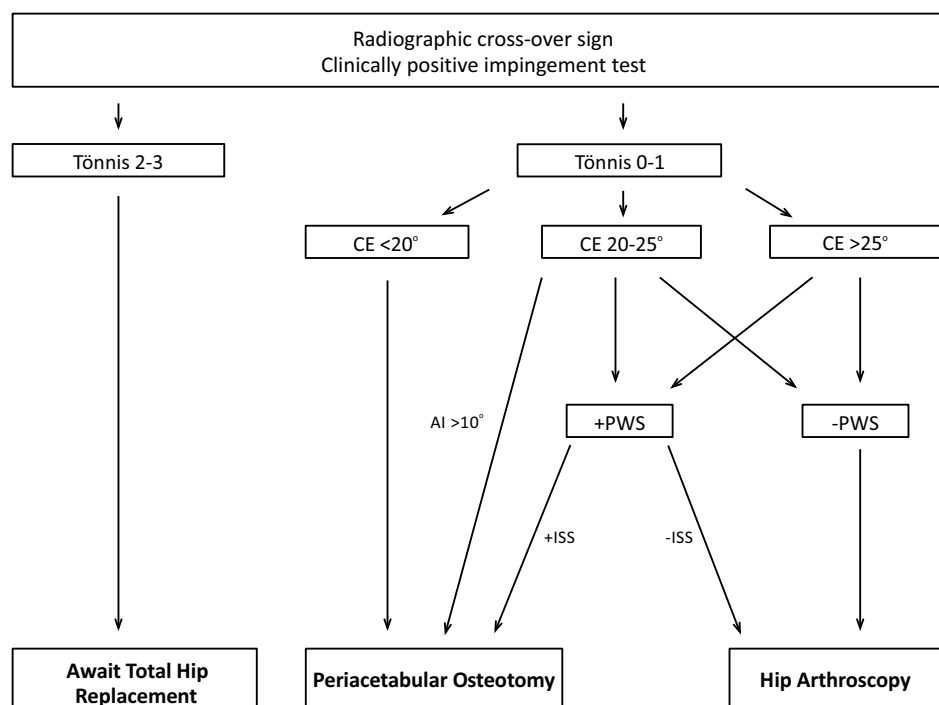 Radiographic cross-over sign
Clinically positive impingement test
Tönnis 2-3
Tönnis 0-1
CE <20°
CE 20-25°
CE >25°
AI >10°
+PWS
-PWS
+ISS
-ISS
Await Total Hip
Replacement
Periacetabular Osteotomy
Hip Arthroscopy